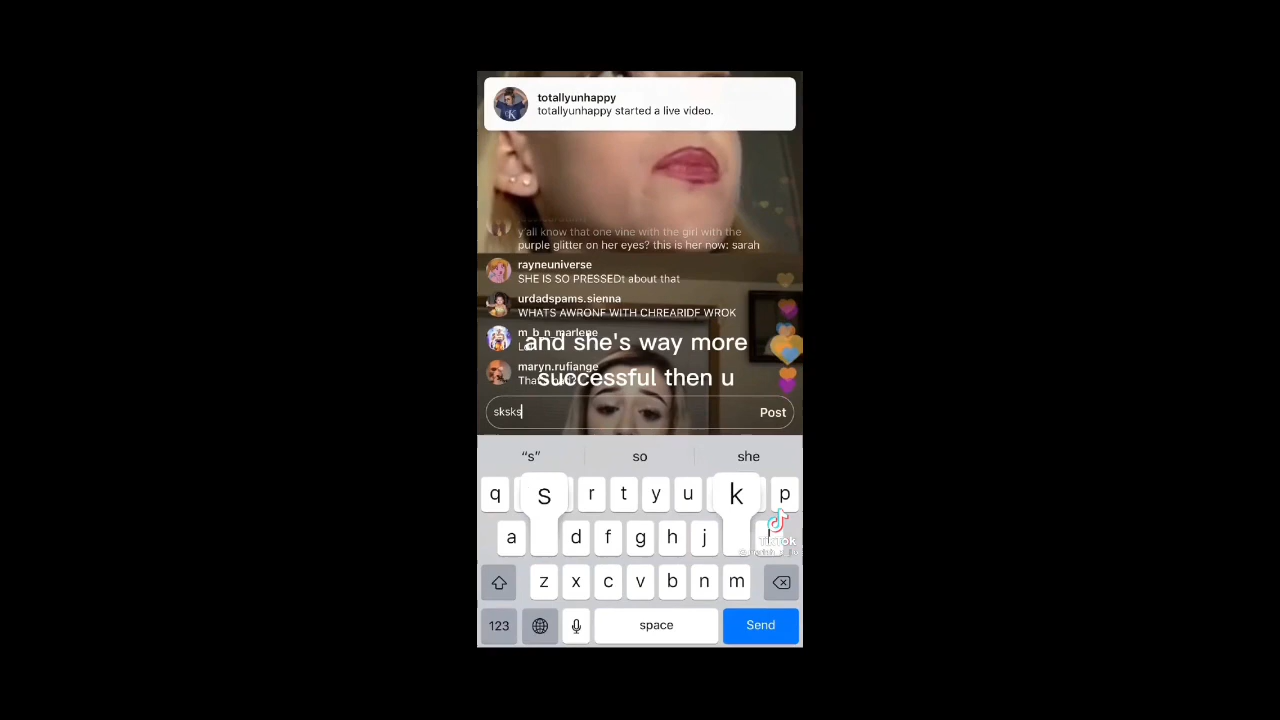 totallyunhappy
totallyunhappy started a live video.
y'all know that one vine with the girl with the
purple glitter on her eyes? this is her now: sarah
rayneuniverse
SHE IS SO PRESSEDt about that
urdadspams.sienna
WHATS AWRONF WITH CHREARIDF WROK
m_b_n_marlene
and she's way more
maryn.rufiange
successful then u
sksks
Post
"s" so she
q s r t y u k p
a d f g h j l
z x c v b n m
123 space Send
TikTok